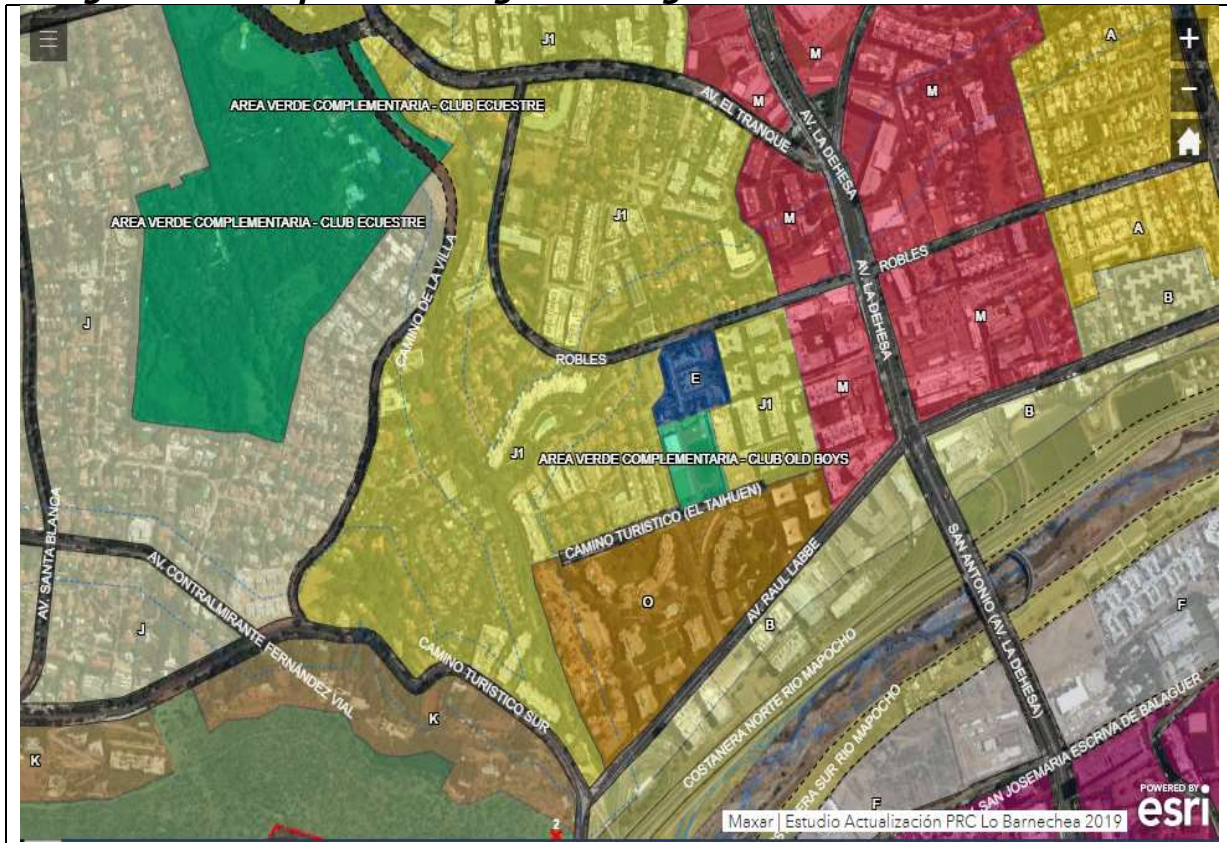 J1
M
A
+
AREA VERDE COMPLEMENTARIA - CLUB ECUESTRE
M
AV. EL TRANQUE
AV. LA DEHESA
M
−
AREA VERDE COMPLEMENTARIA - CLUB ECUESTRE
J1
M
ROBLES
A
CAMINO DE LA VILLA
AV. LA DEHESA
B
J
M
ROBLES
E
M
J1
B
J1
AREA VERDE COMPLEMENTARIA - CLUB OLD BOYS
CAMINO TURISTICO (EL TAIHUEN)
AV. SANTA BLANCA
AV. CONTRALMIRANTE FERNÁNDEZ VIAL
O
AV. RAUL LABBE
B
SAN ANTONIO (AV. LA DEHESA)
F
J
CAMINO TURISTICO SUR
K
COSTANERA NORTE RIO MAPOCHO
SUR RIO MAPOCHO
SAN JOSEMARIA ESCRIVA DE BALAGUER
K
F
2
Maxar | Estudio Actualización PRC Lo Barnechea 2019
POWERED BY
esri